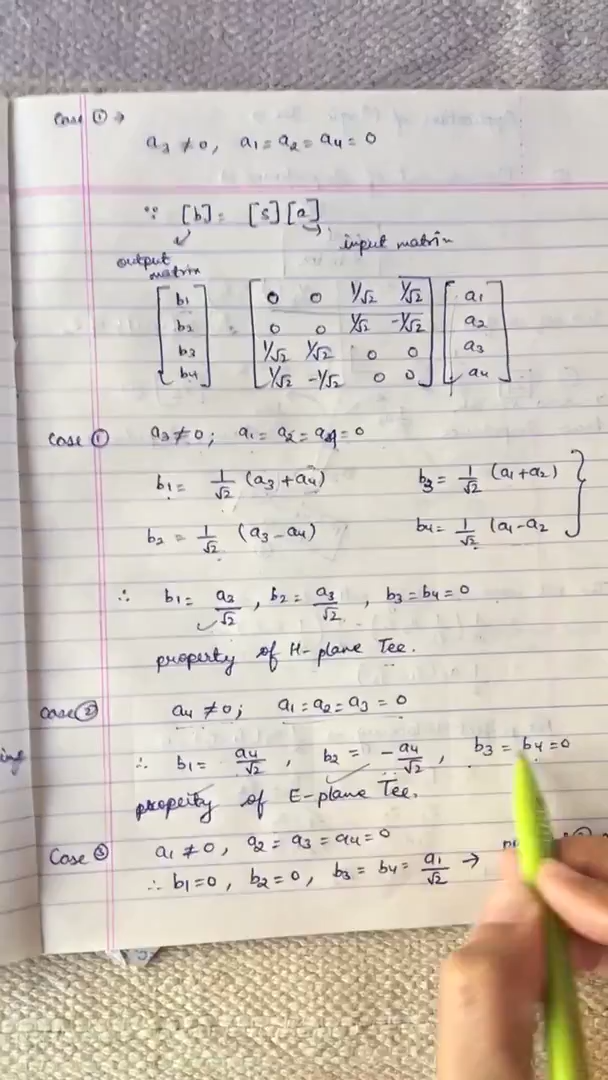 Case ① →
a3 ≠ 0, a1 = a2 = a4 = 0
∵ [b] = [s][a]
input matrix
output matrix
[b1] [0 0 1/√2 1/√2] [a1]
[b2] = [0 0 1/√2 -1/√2] [a2]
[b3] [1/√2 1/√2 0 0] [a3]
[b4] [1/√2 -1/√2 0 0] [a4]
Case ① a3 ≠ 0; a1 = a2 = a4 = 0
b1 = 1/√2 (a3 + a4) b3 = 1/√2 (a1 + a2)
b2 = 1/√2 (a3 - a4) b4 = 1/√2 (a1 - a2
∴ b1 = a3/√2, b2 = a3/√2, b3 = b4 = 0
property of H-plane Tee.
Case ② a4 ≠ 0; a1 = a2 = a3 = 0
∴ b1 = a4/√2, b2 = -a4/√2, b3 = b4 = 0
property of E-plane Tee.
Case ③ a1 ≠ 0, a2 = a3 = a4 = 0
∴ b1 = 0, b2 = 0, b3 = b4 = a1/√2 →